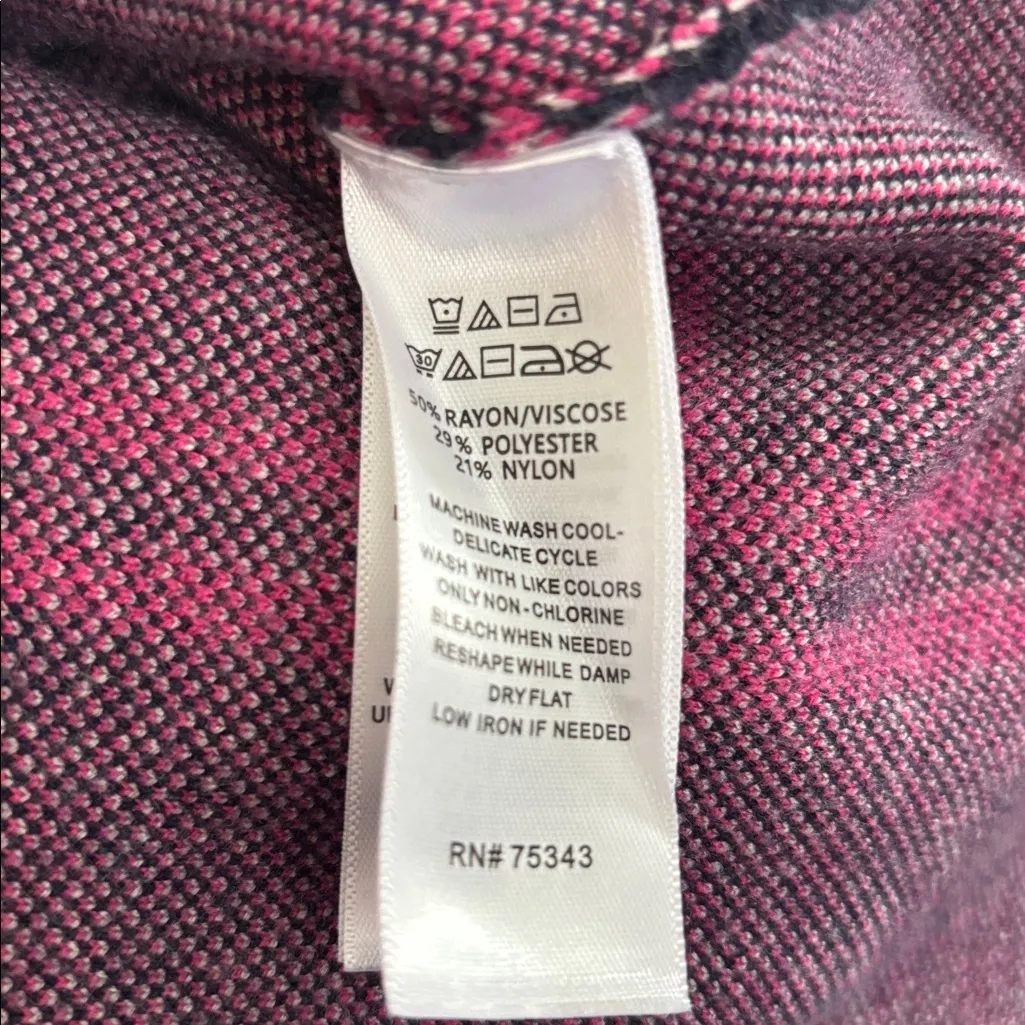 30
50% RAYON/VISCOSE
29% POLYESTER
21% NYLON
MACHINE WASH COOL-
DELICATE CYCLE
WASH WITH LIKE COLORS
ONLY NON-CHLORINE
BLEACH WHEN NEEDED
RESHAPE WHILE DAMP
DRY FLAT
LOW IRON IF NEEDED
RN# 75343